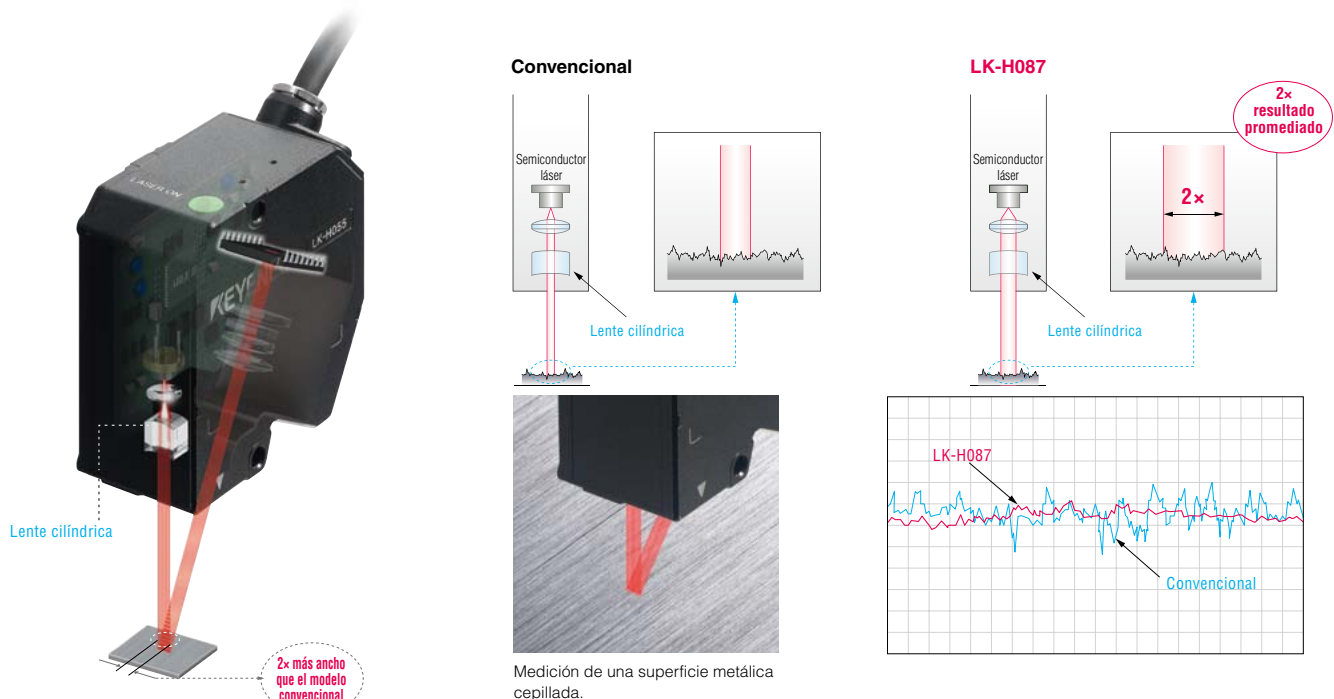 LASER ON
LK-H055
Lente cilíndrica
2× más ancho
que el modelo
convencional
Convencional
Semiconductor
láser
Lente cilíndrica
Medición de una superficie metálica
cepillada.
LK-H087
Semiconductor
láser
2×
Lente cilíndrica
2×
resultado
promediado
LK-H087
Convencional